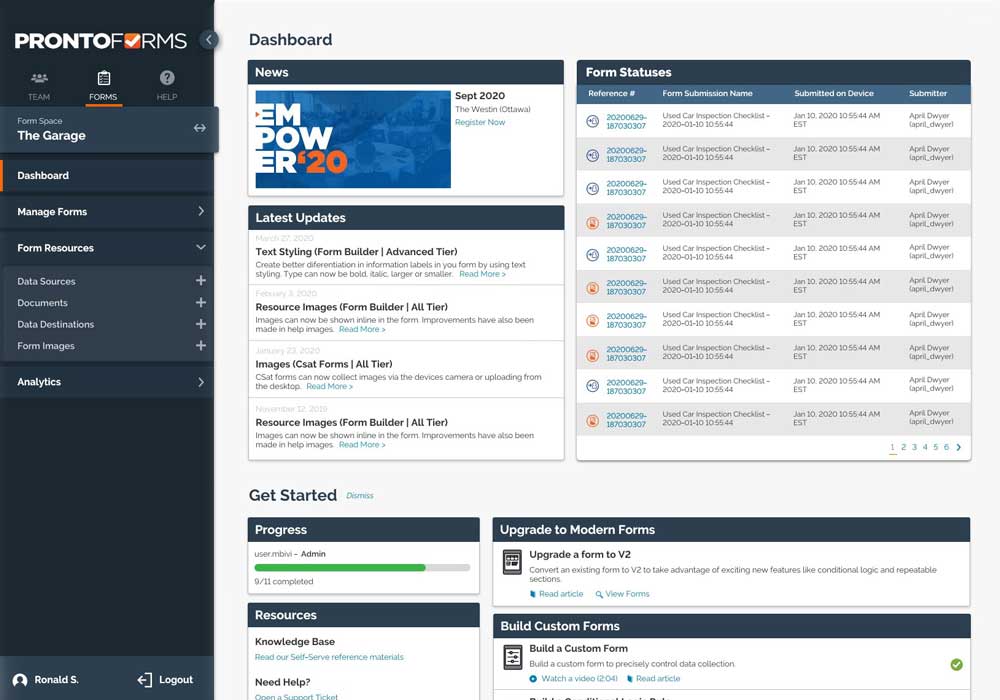 PRONTOFORMS
TEAM
FORMS
HELP
Form Space
The Garage
Dashboard
Manage Forms
Form Resources
Data Sources
Documents
Data Destinations
Form Images
Analytics
Ronald S.
Logout
Dashboard
News
EM
POW
ER'20
Sept 2020
The Westin (Ottawa)
Register Now
Latest Updates
March 27, 2020
Text Styling (Form Builder | Advanced Tier)
Create better diferentiation in information labels in you form by using text
styling. Type can now be bold, italic, larger or smaller. Read More >
Febuary 3, 2020
Resource Images (Form Builder | All Tier)
Images can now be shown inline in the form. Improvements have also been
made in help images. Read More >
January 23, 2020
Images (Csat Forms | All Tier)
CSat forms can now collect images via the devices camera or uploading from
the desktop. Read More >
November 12, 2019
Resource Images (Form Builder | All Tier)
Images can now be shown inline in the form. Improvements have also been
made in help images. Read More >
Form Statuses
Reference # Form Submission Name Submitted on Device Submitter
20200629- Used Car Inspection Checklist – Jan 10, 2020 10:55:44 AM April Dwyer
187030307 2020-01-10 10:55:44 EST (april_dwyer)
20200629- Used Car Inspection Checklist – Jan 10, 2020 10:55:44 AM April Dwyer
187030307 2020-01-10 10:55:44 EST (april_dwyer)
20200629- Used Car Inspection Checklist – Jan 10, 2020 10:55:44 AM April Dwyer
187030307 2020-01-10 10:55:44 EST (april_dwyer)
20200629- Used Car Inspection Checklist – Jan 10, 2020 10:55:44 AM April Dwyer
187030307 2020-01-10 10:55:44 EST (april_dwyer)
20200629- Used Car Inspection Checklist – Jan 10, 2020 10:55:44 AM April Dwyer
187030307 2020-01-10 10:55:44 EST (april_dwyer)
20200629- Used Car Inspection Checklist – Jan 10, 2020 10:55:44 AM April Dwyer
187030307 2020-01-10 10:55:44 EST (april_dwyer)
20200629- Used Car Inspection Checklist – Jan 10, 2020 10:55:44 AM April Dwyer
187030307 2020-01-10 10:55:44 EST (april_dwyer)
20200629- Used Car Inspection Checklist – Jan 10, 2020 10:55:44 AM April Dwyer
187030307 2020-01-10 10:55:44 EST (april_dwyer)
20200629- Used Car Inspection Checklist – Jan 10, 2020 10:55:44 AM April Dwyer
187030307 2020-01-10 10:55:44 EST (april_dwyer)
20200629- Used Car Inspection Checklist – Jan 10, 2020 10:55:44 AM April Dwyer
187030307 2020-01-10 10:55:44 EST (april_dwyer)
1 2 3 4 5 6 >
Get Started Dismiss
Progress
user.mbivi – Admin
9/11 completed
Resources
Knowledge Base
Read our Self-Serve reference materials
Need Help?
Open a Support Ticket
Upgrade to Modern Forms
Upgrade a form to V2
Convert an existing form to V2 to take advantage of exciting new features like conditional logic and repeatable
sections.
Read article View Forms
Build Custom Forms
Build a Custom Form
Build a custom form to precisely control data collection.
Watch a video (2:04) Read article